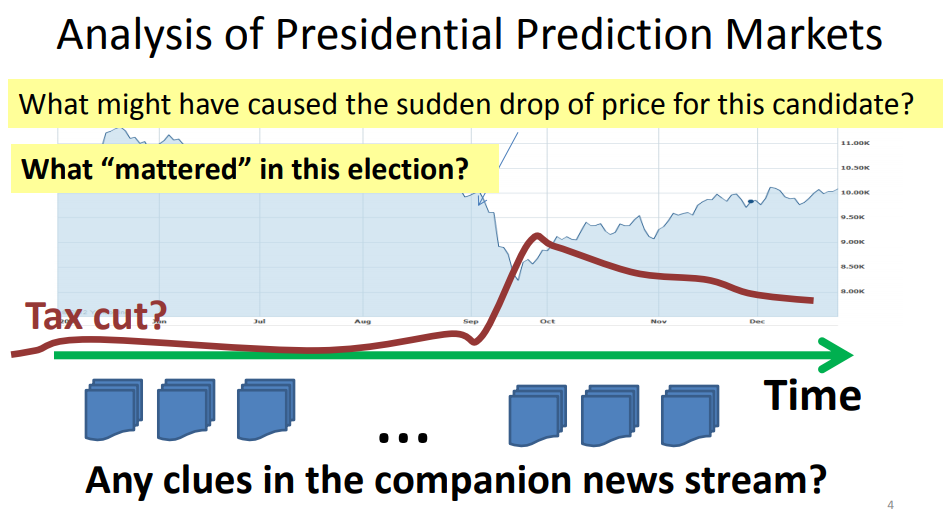 Analysis of Presidential Prediction Markets
What might have caused the sudden drop of price for this candidate?
What “mattered” in this election?
11.00K
10.50K
10.00K
9.50K
9.00K
8.50K
8.00K
Tax cut?
Jul
Aug
Sep
Oct
Nov
Dec
Time
...
Any clues in the companion news stream?
4